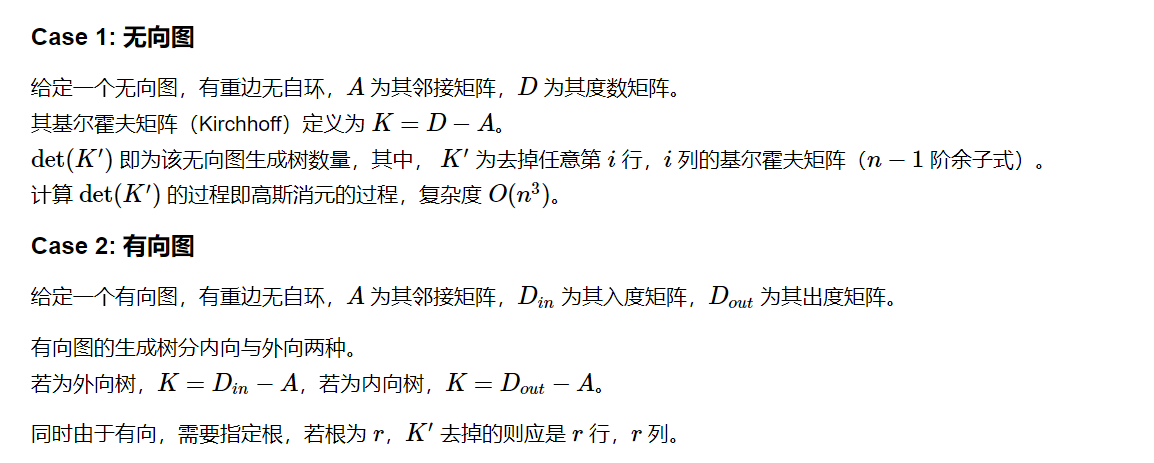 Case 1: 无向图
给定一个无向图，有重边无自环，A 为其邻接矩阵，D 为其度数矩阵。
其基尔霍夫矩阵（Kirchhoff）定义为 K = D − A。
det(K′) 即为该无向图生成树数量，其中， K′ 为去掉任意第 i 行，i 列的基尔霍夫矩阵（n − 1 阶余子式）。
计算 det(K′) 的过程即高斯消元的过程，复杂度 O(n³)。
Case 2: 有向图
给定一个有向图，有重边无自环，A 为其邻接矩阵，D_{in} 为其入度矩阵，D_{out} 为其出度矩阵。
有向图的生成树分内向与外向两种。
若为外向树，K = D_{in} − A，若为内向树，K = D_{out} − A。
同时由于有向，需要指定根，若根为 r，K′ 去掉的则应是 r 行，r 列。